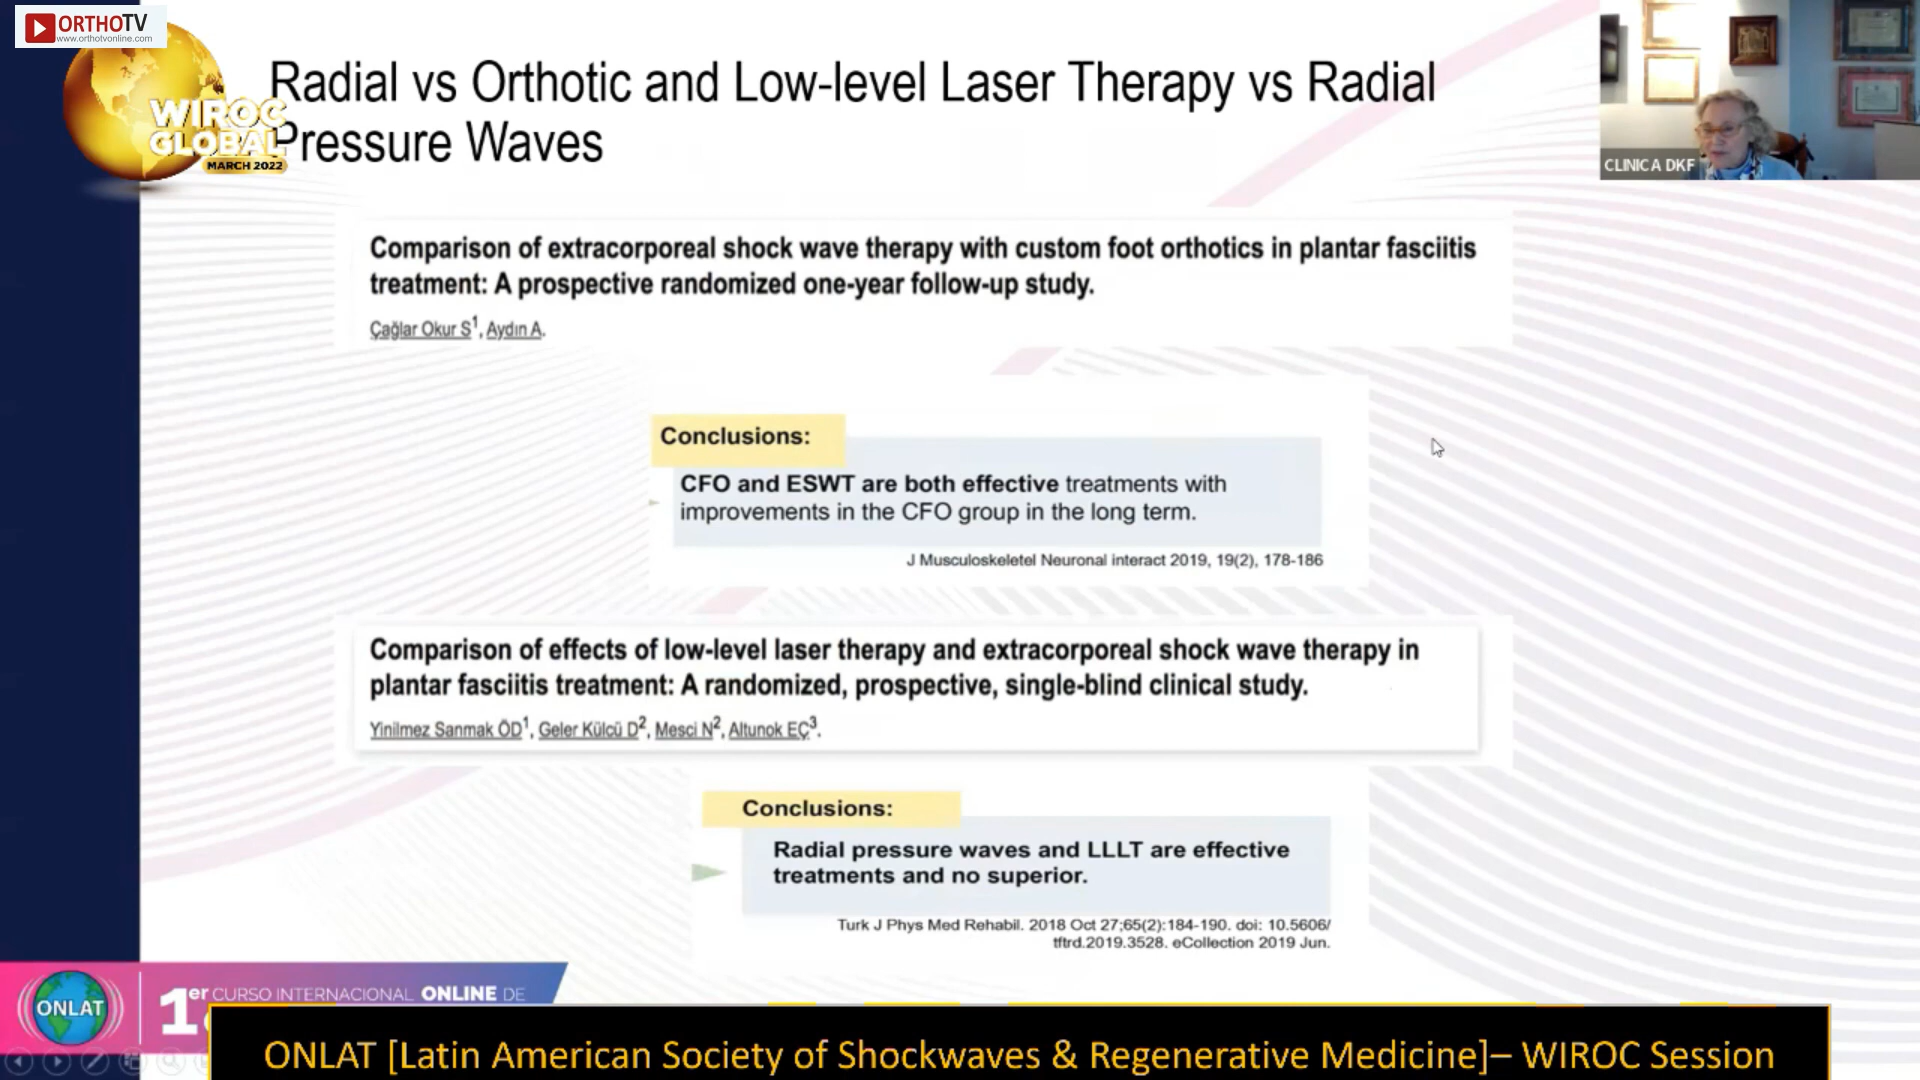 ORTHOTV
www.orthotvonline.com
WIROC
GLOBAL
MARCH 2022
Radial vs Orthotic and Low-level Laser Therapy vs Radial
Pressure Waves
CLINICA DKF
Comparison of extracorporeal shock wave therapy with custom foot orthotics in plantar fasciitis
treatment: A prospective randomized one-year follow-up study.
Çağlar Okur S1, Aydın A.
Conclusions:
CFO and ESWT are both effective treatments with
improvements in the CFO group in the long term.
J Musculoskeletel Neuronal interact 2019, 19(2), 178-186
Comparison of effects of low-level laser therapy and extracorporeal shock wave therapy in
plantar fasciitis treatment: A randomized, prospective, single-blind clinical study.
Yinilmez Sanmak ÖD1, Geler Külcü D2, Mesci N2, Altunok EÇ3.
Conclusions:
Radial pressure waves and LLLT are effective
treatments and no superior.
Turk J Phys Med Rehabil. 2018 Oct 27;65(2):184-190. doi: 10.5606/
tftrd.2019.3528. eCollection 2019 Jun.
ONLAT
1er CURSO INTERNACIONAL ONLINE DE
ONLAT [Latin American Society of Shockwaves & Regenerative Medicine]– WIROC Session